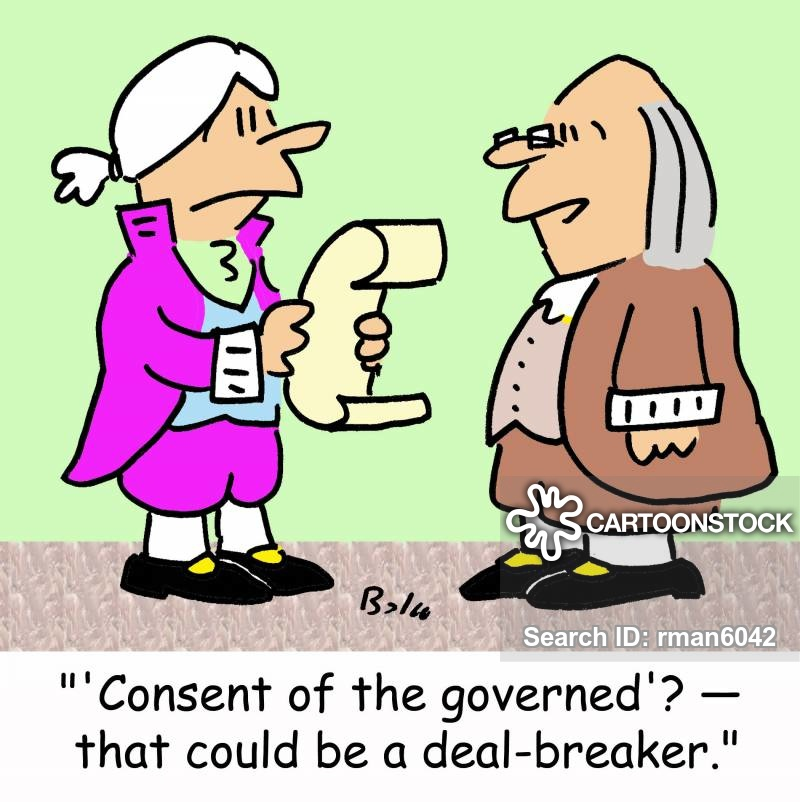 CARTOONSTOCK
Search ID: rman6042
"'Consent of the governed'? —
that could be a deal-breaker."